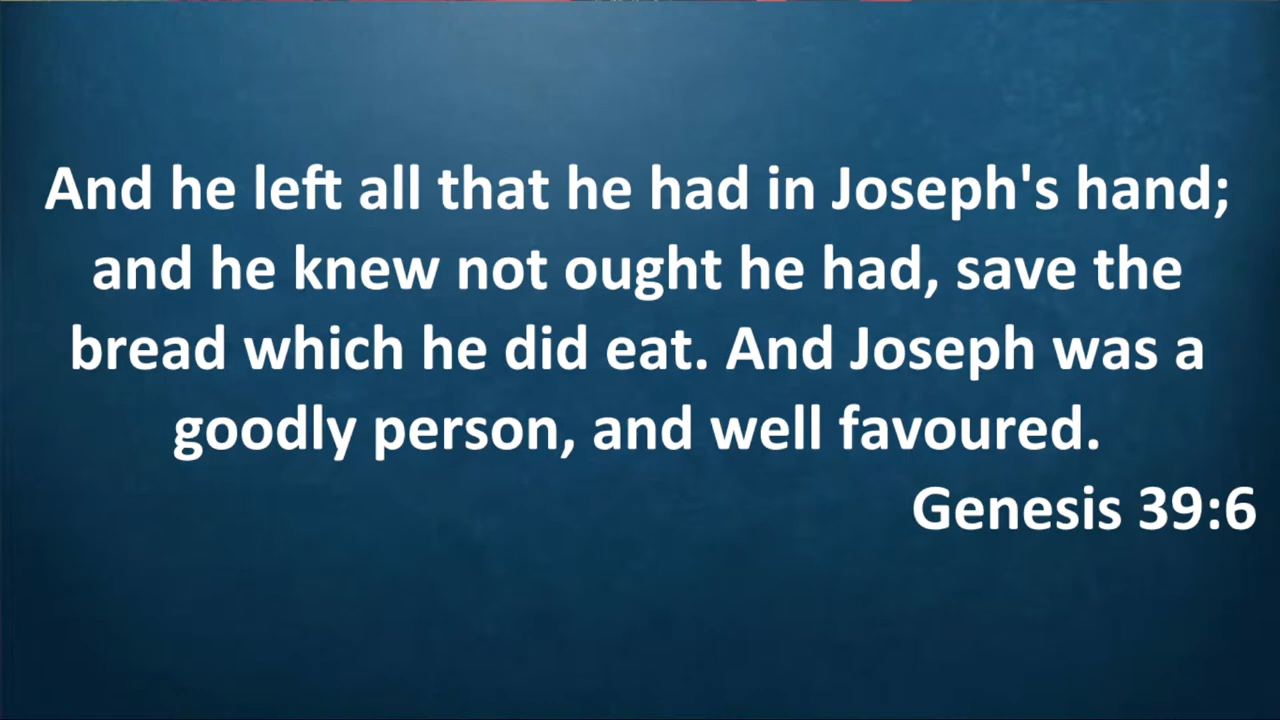 And he left all that he had in Joseph's hand;
and he knew not ought he had, save the
bread which he did eat. And Joseph was a
goodly person, and well favoured.
Genesis 39:6